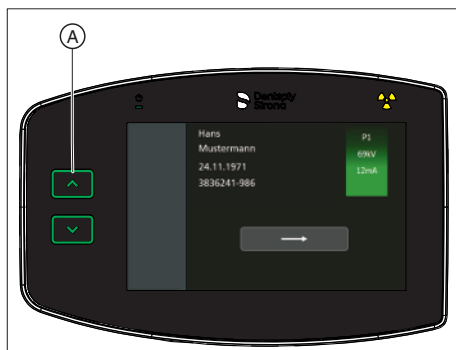 A
Dentsply
Sirona
Hans
Mustermann
24.11.1971
3836241-986
P1
69kV
12mA